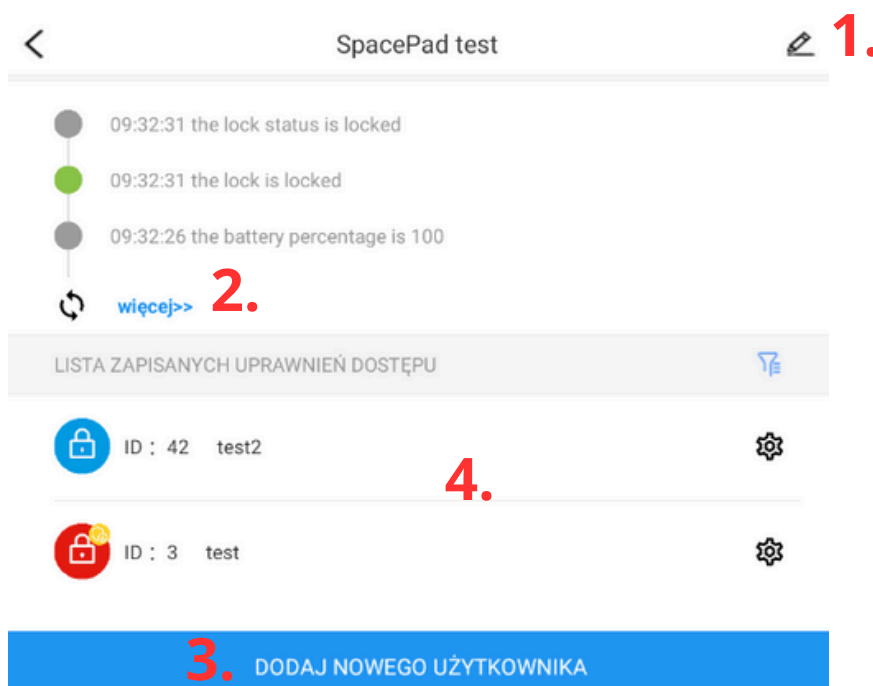 SpacePad test
1.
09:32:31 the lock status is locked
09:32:31 the lock is locked
09:32:26 the battery percentage is 100
więcej>> 2.
LISTA ZAPISANYCH UPRAWNIEŃ DOSTĘPU
ID : 42 test2
4.
ID : 3 test
3. DODAJ NOWEGO UŻYTKOWNIKA